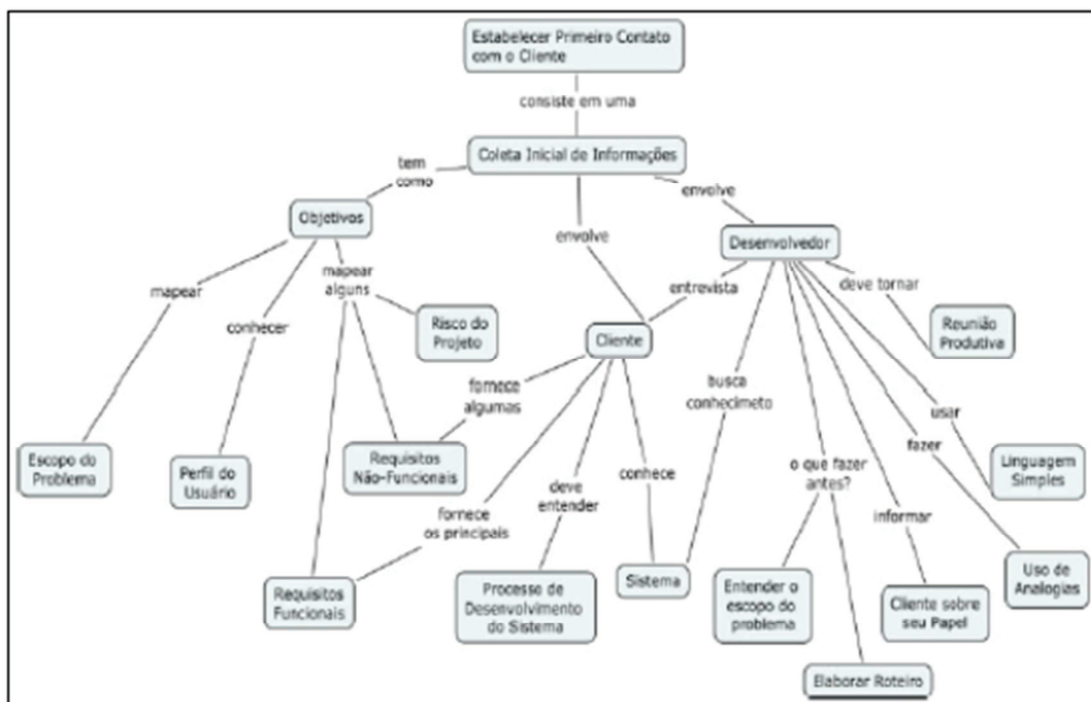 Estabelecer Primeiro Contato
com o Cliente
consiste em uma
Coleta Inicial de Informações
tem
como
envolve
envolve
Objetivos
Desenvolvedor
mapear
mapear
alguns
conhecer
entrevista
deve tornar
Risco do
Projeto
Cliente
Reunião
Produtiva
fornece
algumas
busca
conhecimeto
usar
fazer
Escopo do
Problema
Perfil do
Usuário
Requisitos
Não-Funcionais
conhece
o que fazer
antes?
Linguagem
Simples
fornece
os principais
deve
entender
informar
Requisitos
Funcionais
Processo de
Desenvolvimento
do Sistema
Sistema
Entender o
escopo do
problema
Cliente sobre
seu Papel
Uso de
Analogias
Elaborar Roteiro